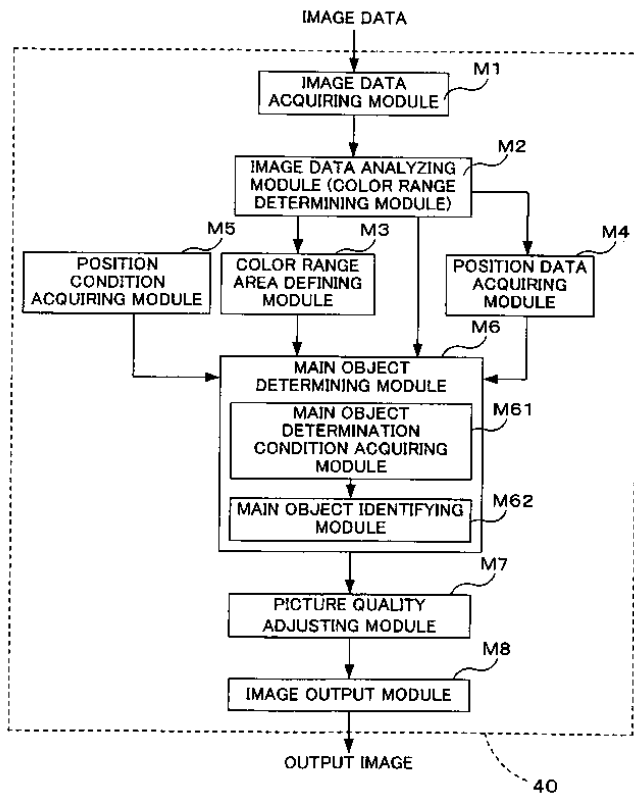 IMAGE DATA
M1
IMAGE DATA
ACQUIRING MODULE
M2
IMAGE DATA ANALYZING
MODULE (COLOR RANGE
DETERMINING MODULE)
M5
POSITION
CONDITION
ACQUIRING MODULE
M3
COLOR RANGE
AREA DEFINING
MODULE
M4
POSITION DATA
ACQUIRING
MODULE
M6
MAIN OBJECT
DETERMINING MODULE
M61
MAIN OBJECT
DETERMINATION
CONDITION ACQUIRING
MODULE
M62
MAIN OBJECT IDENTIFYING
MODULE
M7
PICTURE QUALITY
ADJUSTING MODULE
M8
IMAGE OUTPUT MODULE
OUTPUT IMAGE
40